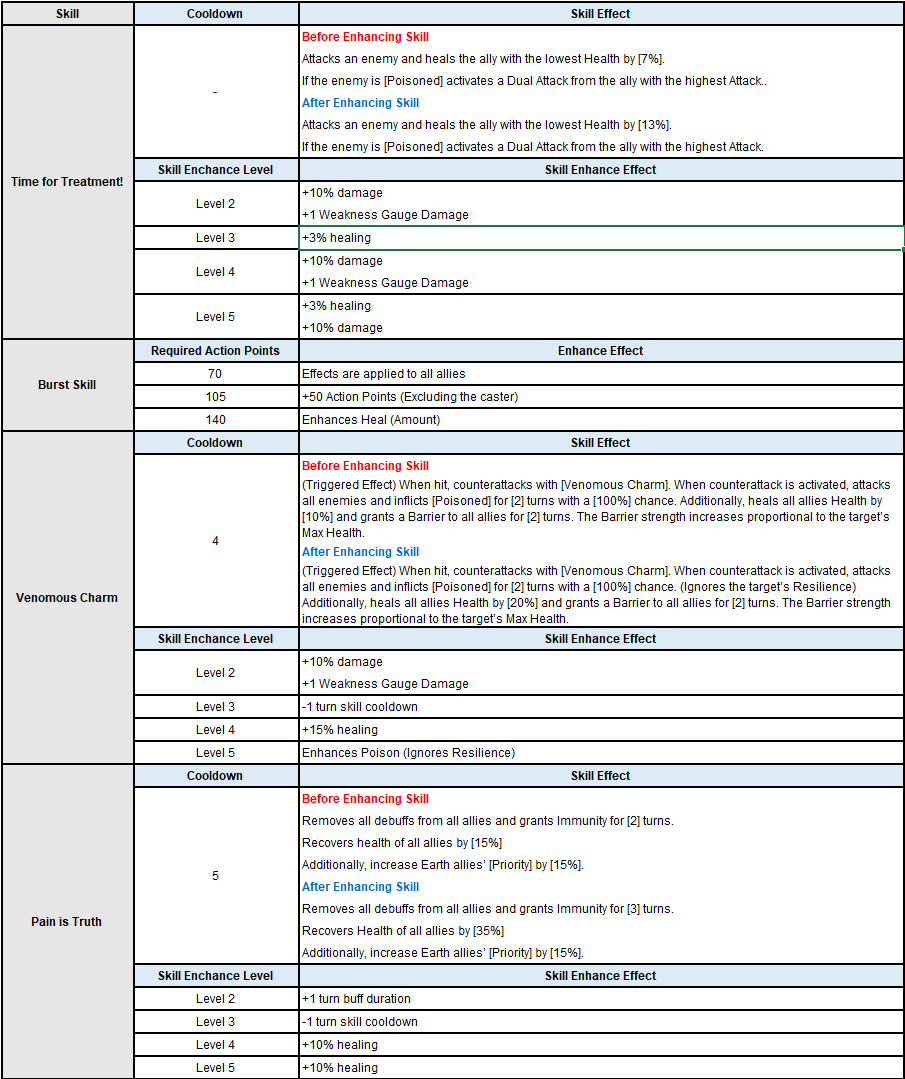 Skill Cooldown Skill Effect
Time for Treatment!
-
Before Enhancing Skill
Attacks an enemy and heals the ally with the lowest Health by [7%].
If the enemy is [Poisoned] activates a Dual Attack from the ally with the highest Attack..
After Enhancing Skill
Attacks an enemy and heals the ally with the lowest Health by [13%].
If the enemy is [Poisoned] activates a Dual Attack from the ally with the highest Attack.
Skill Enchance Level Skill Enhance Effect
Level 2
+10% damage
+1 Weakness Gauge Damage
Level 3 +3% healing
Level 4
+10% damage
+1 Weakness Gauge Damage
Level 5
+3% healing
+10% damage
Burst Skill
Required Action Points Enhance Effect
70 Effects are applied to all allies
105 +50 Action Points (Excluding the caster)
140 Enhances Heal (Amount)
Venomous Charm
Cooldown Skill Effect
4
Before Enhancing Skill
(Triggered Effect) When hit, counterattacks with [Venomous Charm]. When counterattack is activated, attacks
all enemies and inflicts [Poisoned] for [2] turns with a [100%] chance. Additionally, heals all allies Health by
[10%] and grants a Barrier to all allies for [2] turns. The Barrier strength increases proportional to the target's
Max Health.
After Enhancing Skill
(Triggered Effect) When hit, counterattacks with [Venomous Charm]. When counterattack is activated, attacks
all enemies and inflicts [Poisoned] for [2] turns with a [100%] chance. (Ignores the target's Resilience)
Additionally, heals all allies Health by [20%] and grants a Barrier to all allies for [2] turns. The Barrier strength
increases proportional to the target's Max Health.
Skill Enchance Level Skill Enhance Effect
Level 2
+10% damage
+1 Weakness Gauge Damage
Level 3 -1 turn skill cooldown
Level 4 +15% healing
Level 5 Enhances Poison (Ignores Resilience)
Pain is Truth
Cooldown Skill Effect
5
Before Enhancing Skill
Removes all debuffs from all allies and grants Immunity for [2] turns.
Recovers health of all allies by [15%]
Additionally, increase Earth allies' [Priority] by [15%].
After Enhancing Skill
Removes all debuffs from all allies and grants Immunity for [3] turns.
Recovers Health of all allies by [35%]
Additionally, increase Earth allies' [Priority] by [15%].
Skill Enchance Level Skill Enhance Effect
Level 2 +1 turn buff duration
Level 3 -1 turn skill cooldown
Level 4 +10% healing
Level 5 +10% healing